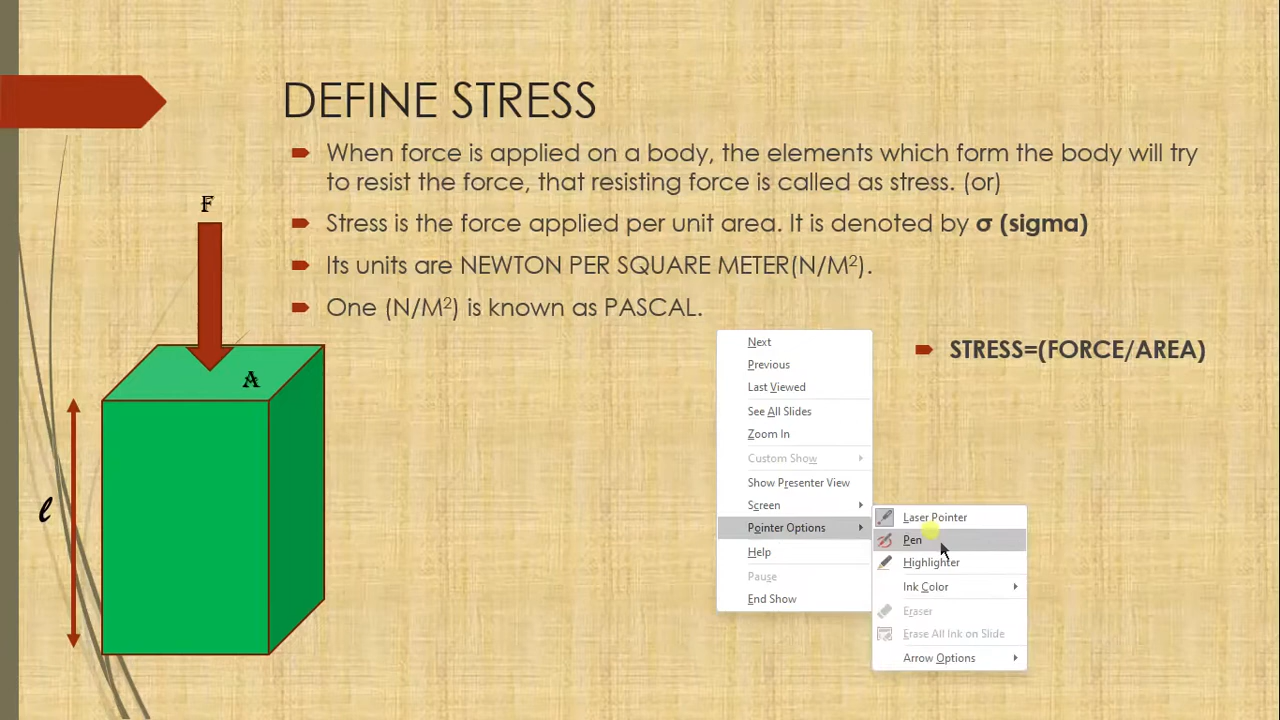 DEFINE STRESS
When force is applied on a body, the elements which form the body will try
to resist the force, that resisting force is called as stress. (or)
Stress is the force applied per unit area. It is denoted by σ (sigma)
Its units are NEWTON PER SQUARE METER(N/M²).
One (N/M²) is known as PASCAL.
STRESS=(FORCE/AREA)
F
A
ℓ
Next
Previous
Last Viewed
See All Slides
Zoom In
Custom Show
Show Presenter View
Screen
Pointer Options
Help
Pause
End Show
Laser Pointer
Pen
Highlighter
Ink Color
Eraser
Erase All Ink on Slide
Arrow Options